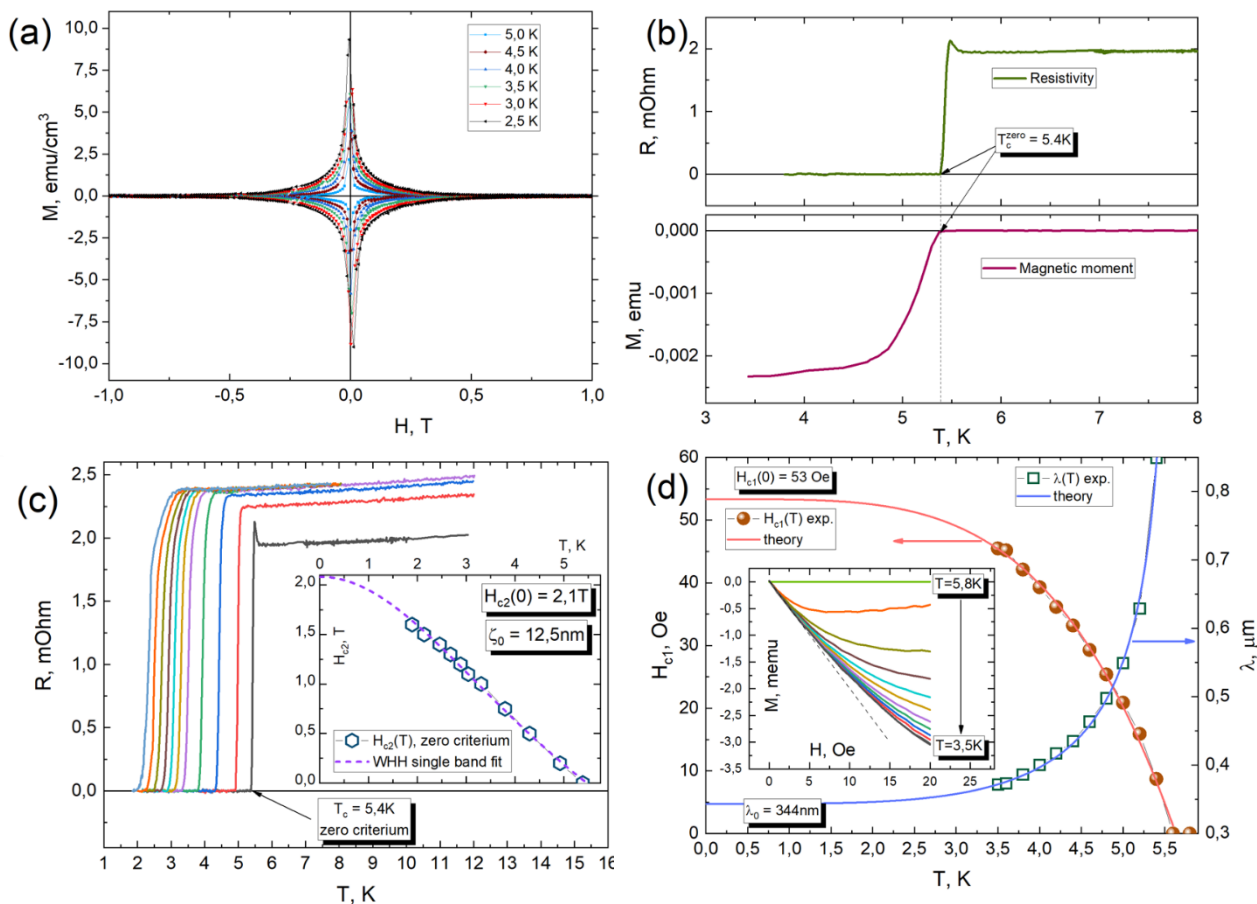 (a)
10,0
7,5
5,0
2,5
0,0
-2,5
-5,0
-7,5
-10,0
M, emu/cm³
-1,0 -0,5 0,0 0,5 1,0
H, T
5,0 K
4,5 K
4,0 K
3,5 K
3,0 K
2,5 K
(b)
2
1
0
R, mOhm
Resistivity
T_c^zero = 5.4K
0,000
-0,001
-0,002
M, emu
Magnetic moment
3 4 5 6 7 8
T, K
(c)
2,5
2,0
1,5
1,0
0,5
0,0
R, mOhm
1 2 3 4 5 6 7 8 9 10 11 12 13 14 15 16
T, K
T_c = 5,4K
zero criterium
T, K
0 1 2 3 4 5
2,0
1,5
1,0
0,5
0,0
H_c2, T
H_c2(0) = 2,1T
ζ_0 = 12,5nm
H_c2(T), zero criterium
WHH single band fit
(d)
60
55
50
45
40
35
30
25
20
15
10
5
0
H_c1, Oe
H_c1(0) = 53 Oe
H_c1(T) exp.
theory
λ(T) exp.
theory
0,8
0,7
0,6
0,5
0,4
0,3
λ, μm
0,0
-0,5
-1,0
-1,5
-2,0
-2,5
-3,0
-3,5
M, memu
T=5,8K
T=3,5K
H, Oe
0 5 10 15 20 25
λ_0 = 344nm
0,0 0,5 1,0 1,5 2,0 2,5 3,0 3,5 4,0 4,5 5,0 5,5
T, K